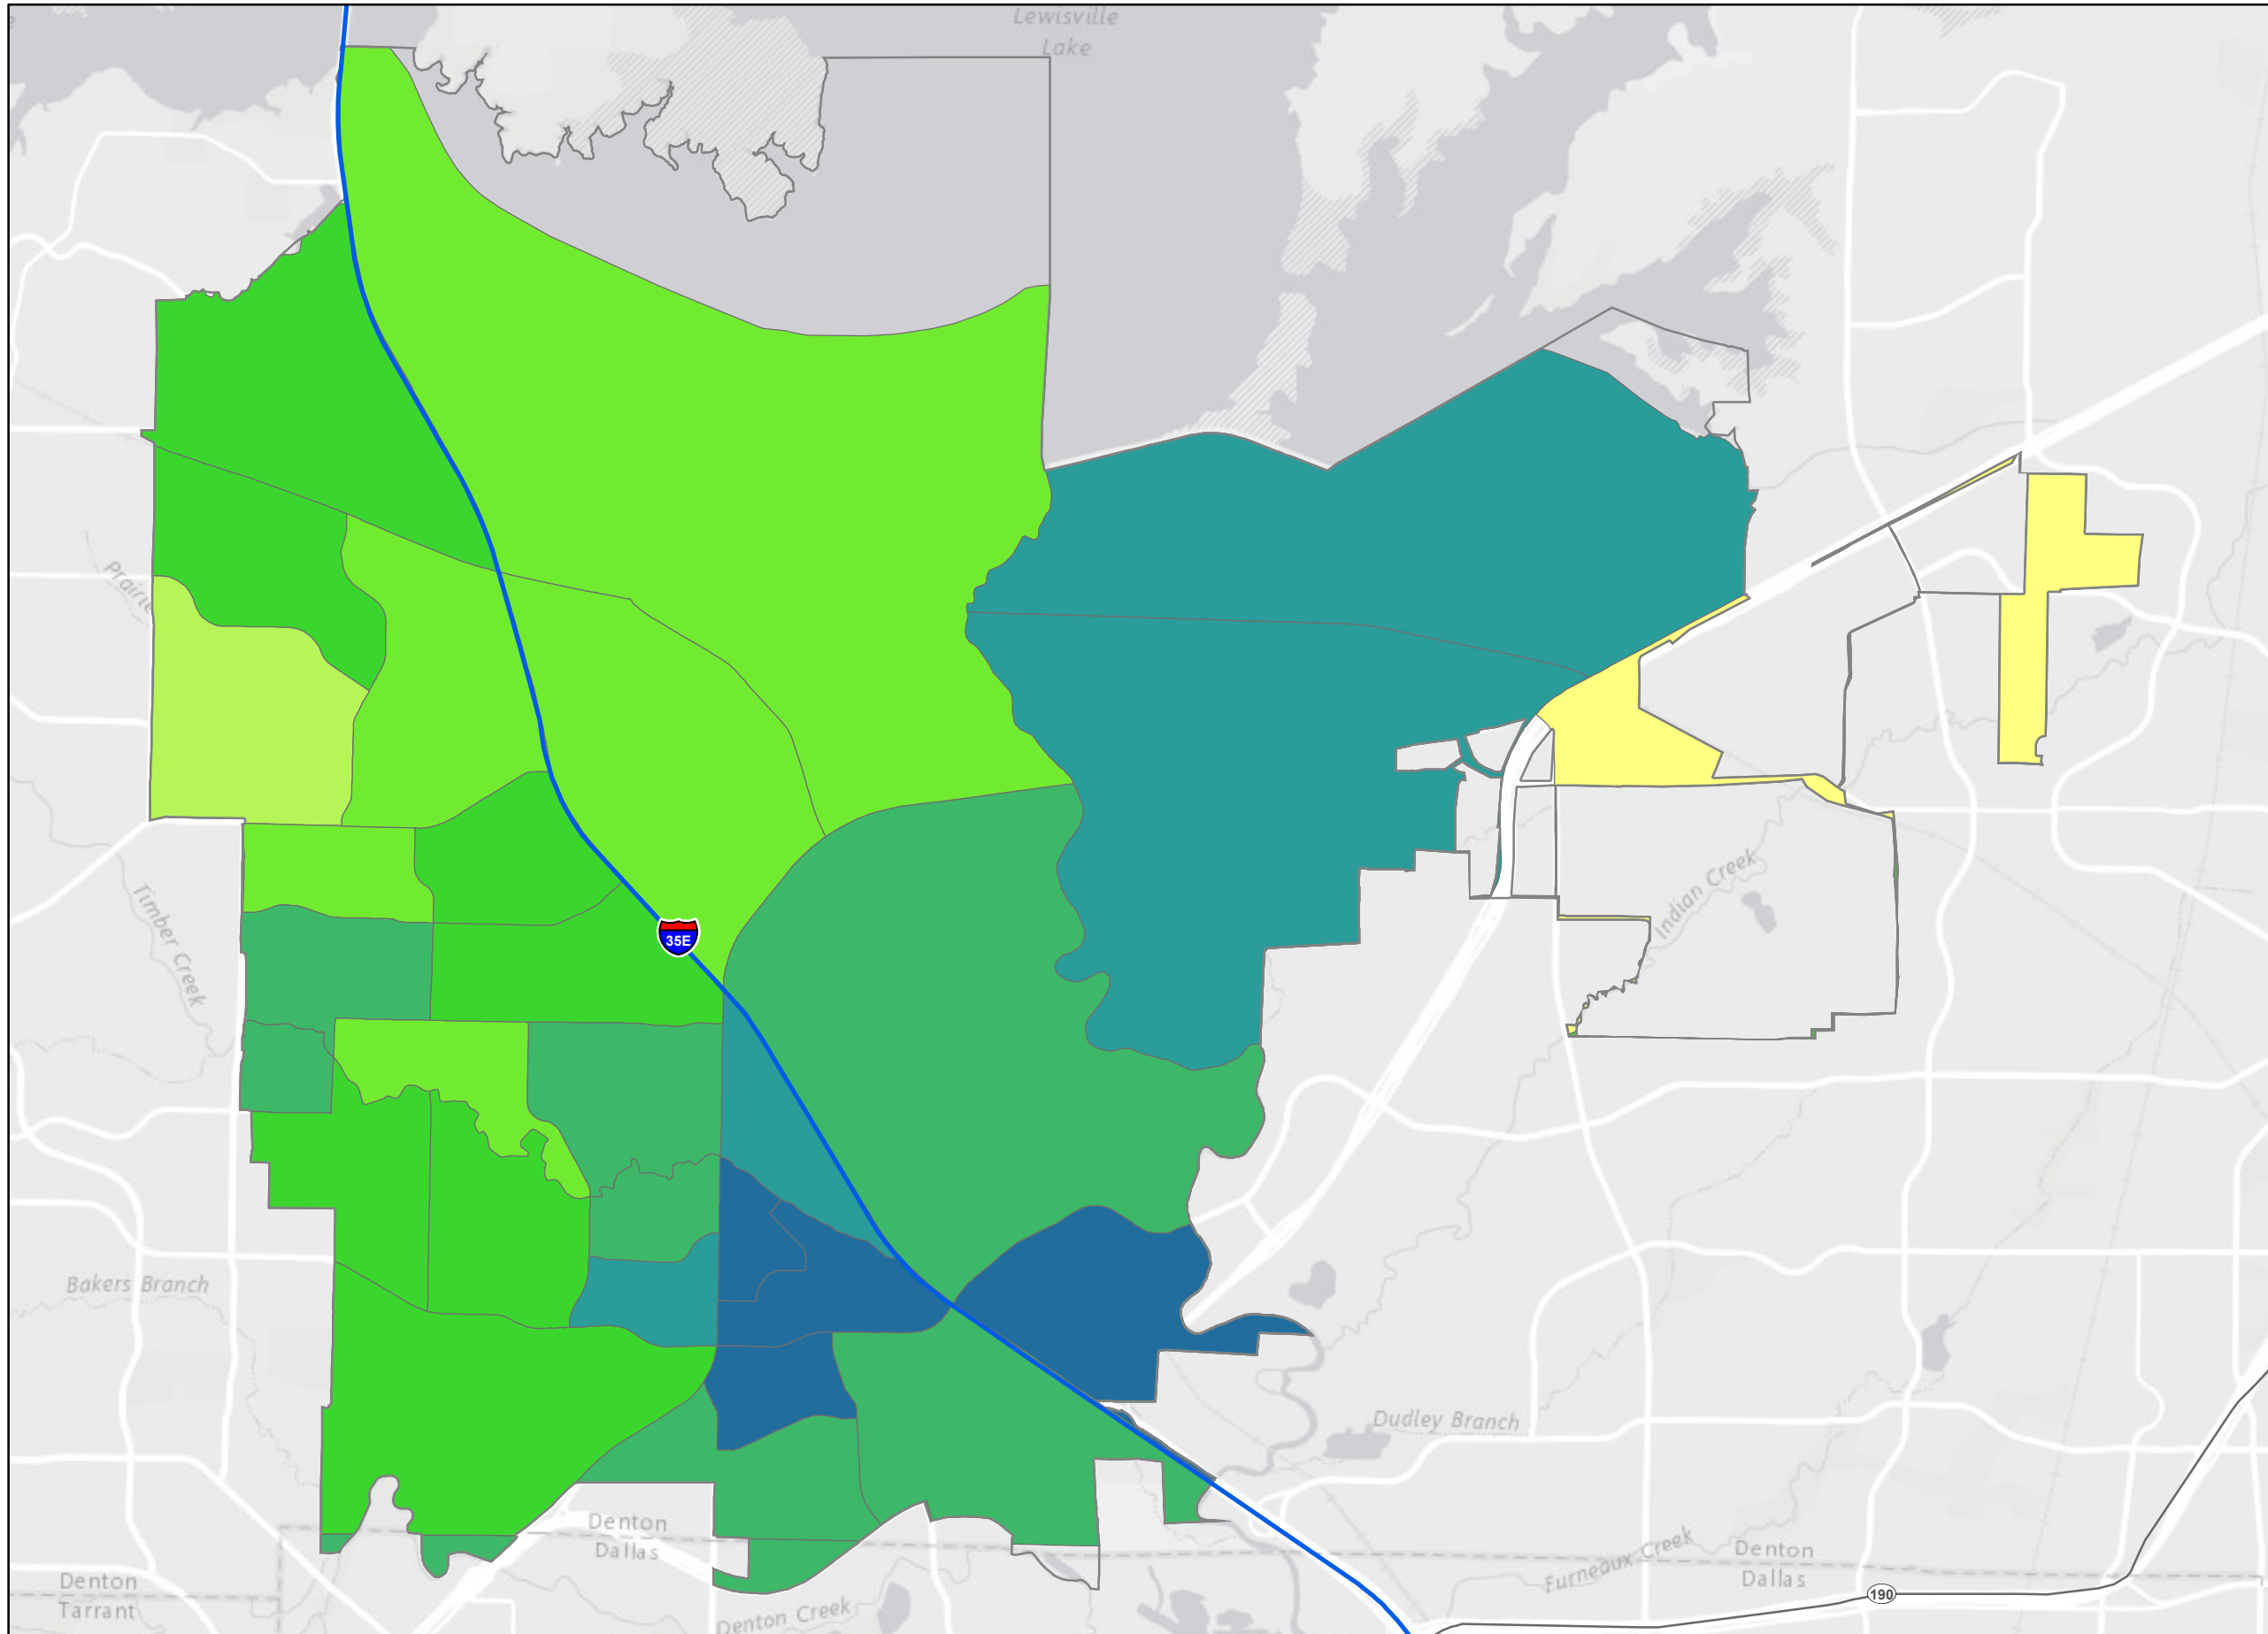 Lewisville
Lake
Prairie
Timber Creek
35E
Indian Creek
Bakers Branch
Dudley Branch
Denton
Dallas
Furneaux Creek
Denton
Dallas
Denton
Tarrant
Denton Creek
190